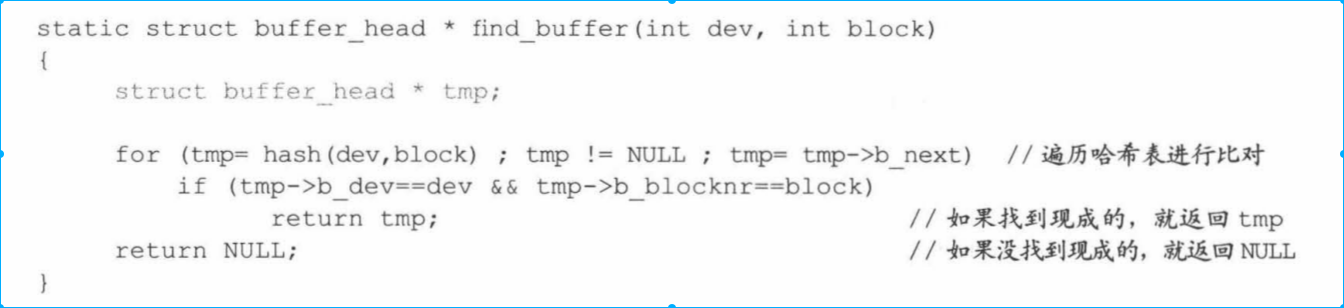 static struct buffer_head * find_buffer(int dev, int block)
{
struct buffer_head * tmp;
for (tmp= hash(dev,block) ; tmp != NULL ; tmp= tmp->b_next) //遍历哈希表进行比对
if (tmp->b_dev==dev && tmp->b_blocknr==block)
return tmp; //如果找到现成的，就返回 tmp
return NULL; //如果没找到现成的，就返回 NULL
}